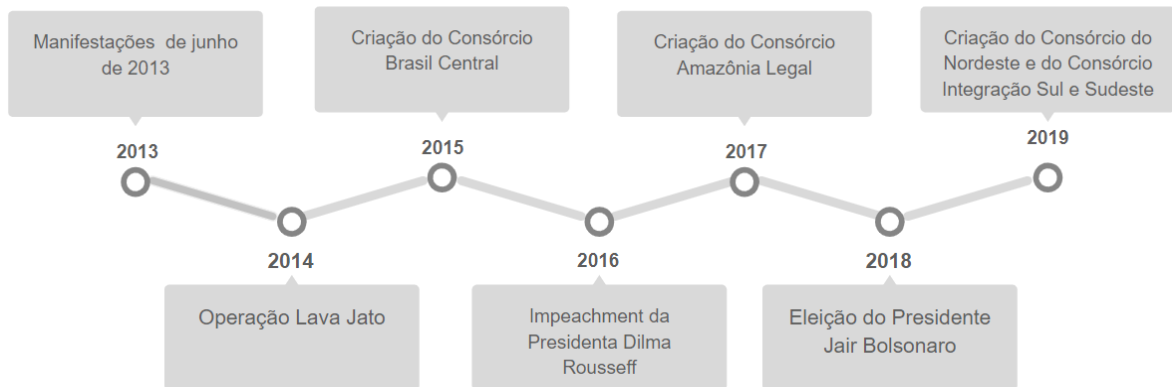 Manifestações de junho
de 2013
Criação do Consórcio
Brasil Central
Criação do Consórcio
Amazônia Legal
Criação do Consórcio do
Nordeste e do Consórcio
Integração Sul e Sudeste
2013
2015
2017
2019
2014
2016
2018
Operação Lava Jato
Impeachment da
Presidenta Dilma
Rousseff
Eleição do Presidente
Jair Bolsonaro